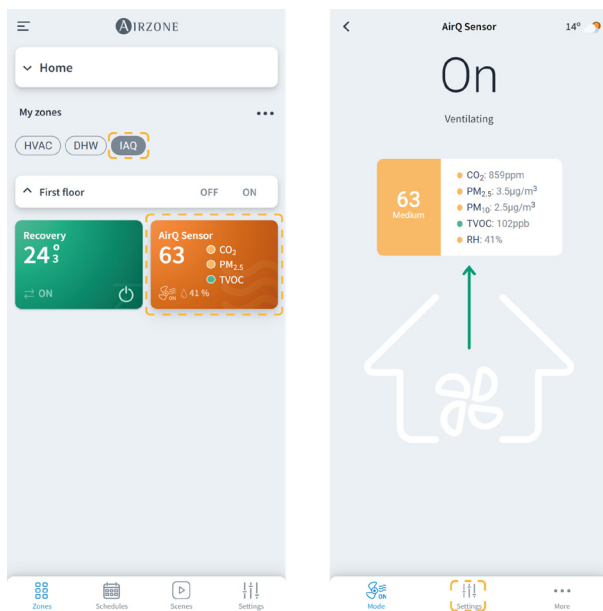 AIRZONE
Home
My zones
HVAC DHW IAQ
First floor OFF ON
Recovery
24°3
ON
AirQ Sensor
63
CO2
PM2.5
TVOC
ON 41 %
Zones Schedules Scenes Settings
AirQ Sensor 14°
On
Ventilating
63
Medium
CO2: 859ppm
PM2.5: 3.5µg/m³
PM10: 2.5µg/m³
TVOC: 102ppb
RH: 41%
ON
Mode Settings More